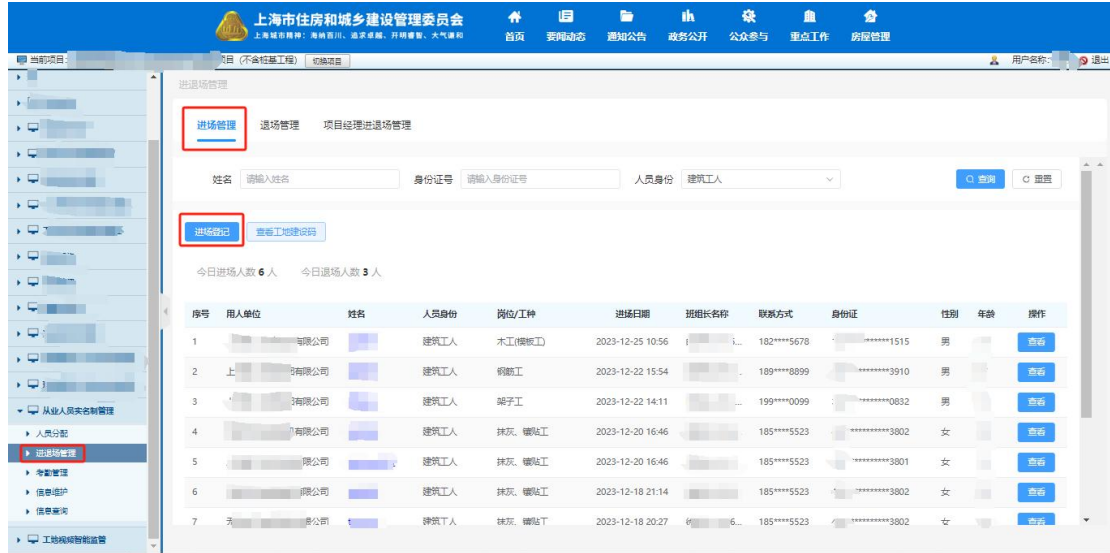 上海市住房和城乡建设管理委员会
上海城市精神：海纳百川、追求卓越、开明睿智、大气谦和
首页 要闻动态 通知公告 政务公开 公众参与 重点工作 房屋管理
当前项目: 项目 (不含桩基工程) 切换项目 用户名称: 退出
进退场管理
进场管理 退场管理 项目经理进退场管理
姓名 请输入姓名 身份证号 请输入身份证号 人员身份 建筑工人 查询 重置
进场登记 查看工地建设码
今日进场人数 6 人 今日退场人数 3 人
序号 用人单位 姓名 人员身份 岗位/工种 进场日期 班组长名称 联系方式 身份证 性别 年龄 操作
1 有限公司 建筑工人 木工(模板工) 2023-12-25 10:56 182****5678 *******1515 男 查看
2 上 有限公司 建筑工人 钢筋工 2023-12-22 15:54 189****8899 ********3910 男 查看
3 有限公司 建筑工人 架子工 2023-12-22 14:11 199****0099 ********0832 男 查看
4 有限公司 建筑工人 抹灰、镶贴工 2023-12-20 16:46 185****5523 *********3802 女 查看
5 限公司 建筑工人 抹灰、镶贴工 2023-12-20 16:46 185****5523 *********3801 女 查看
6 限公司 建筑工人 抹灰、镶贴工 2023-12-18 21:14 185****5523 *********3802 女 查看
7 公司 建筑工人 抹灰、镶贴工 2023-12-18 20:27 6... 185****5523 *********3802 女 查看
从业人员实名制管理
人员分配
进退场管理
考勤管理
信息维护
信息查询
工地视频智能监管